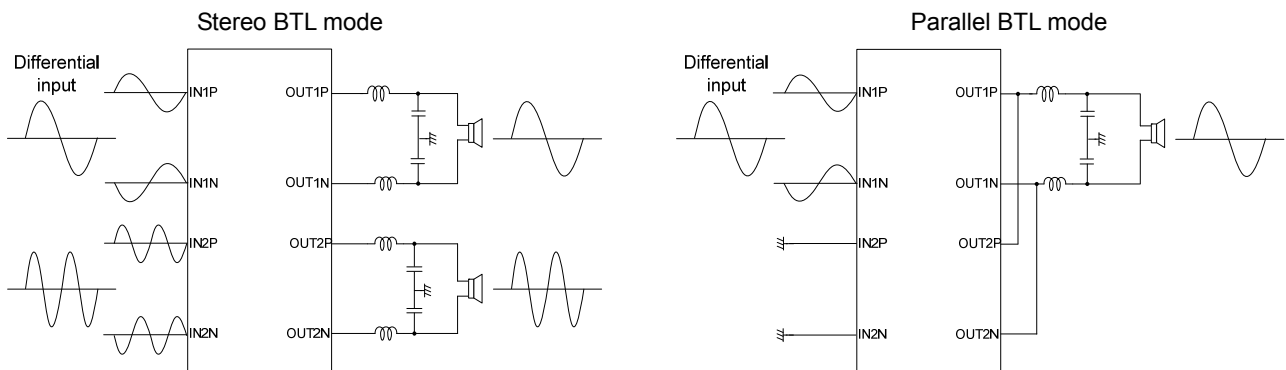 Stereo BTL mode
Differential
input
IN1P
IN1N
IN2P
IN2N
OUT1P
OUT1N
OUT2P
OUT2N
Parallel BTL mode
Differential
input
IN1P
IN1N
IN2P
IN2N
OUT1P
OUT1N
OUT2P
OUT2N